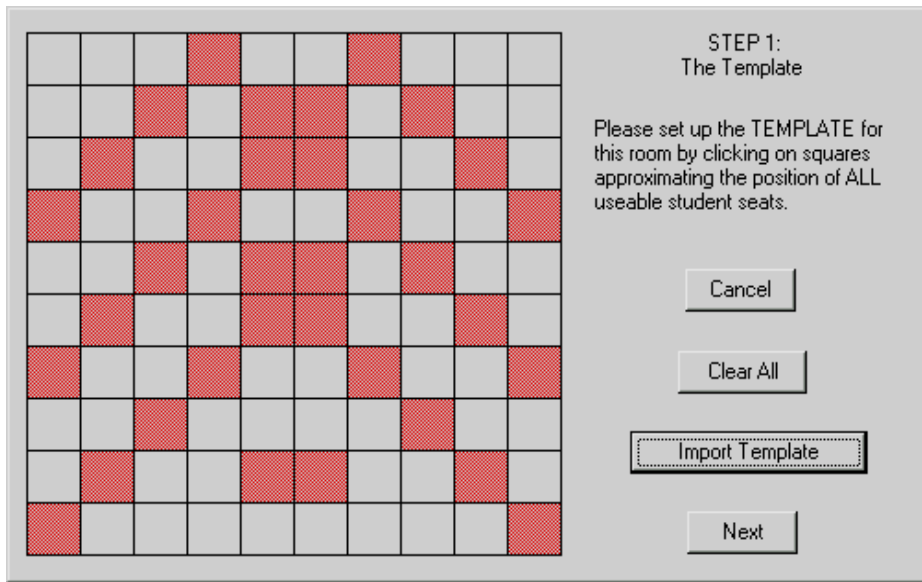 STEP 1:
The Template
Please set up the TEMPLATE for
this room by clicking on squares
approximating the position of ALL
useable student seats.
Cancel
Clear All
Import Template
Next